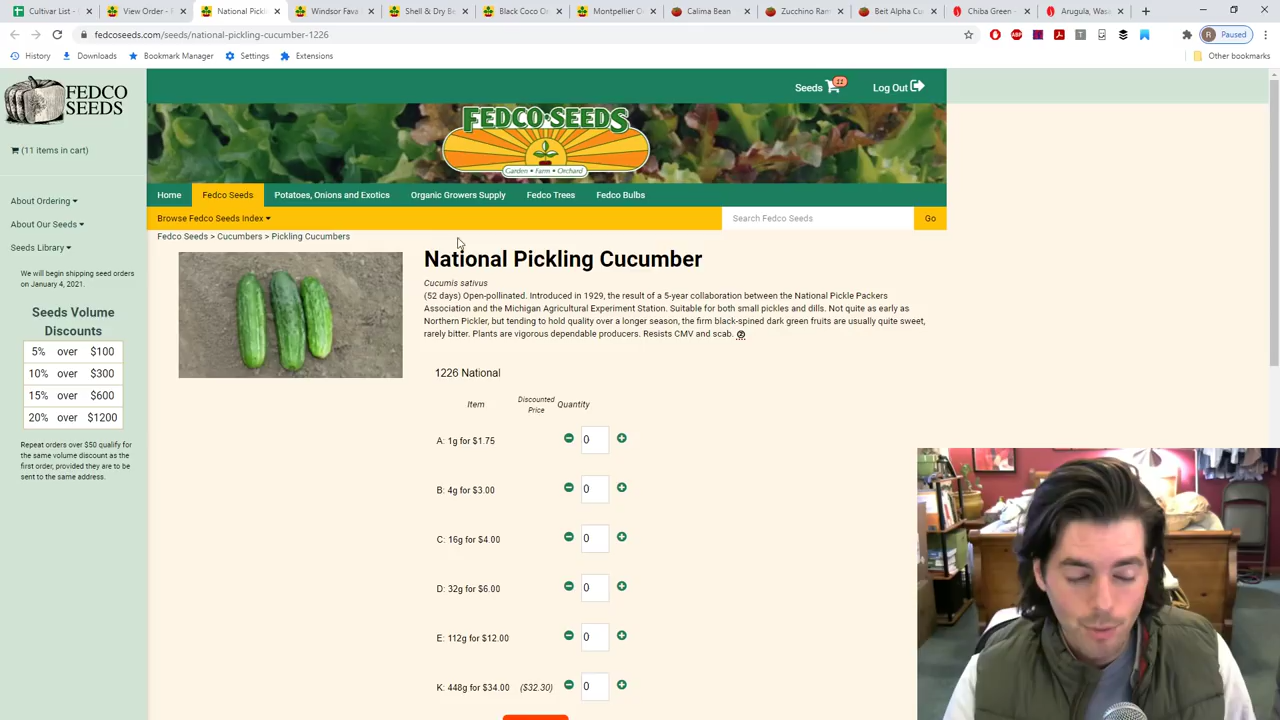 Cultivar List -
View Order -
National Pickl
Windsor Fava
Shell & Dry Be
Black Coco
Montpellier C
Calima Bean
Zucchino Ram
Beit Alpha Cu
Chiba Green -
Arugula, Was
fedcoseeds.com/seeds/national-pickling-cucumber-1226
Paused
History
Downloads
Bookmark Manager
Settings
Extensions
Other bookmarks
FEDCO
SEEDS
(11 items in cart)
About Ordering
About Our Seeds
Seeds Library
We will begin shipping seed orders
on January 4, 2021.
Seeds Volume
Discounts
5% over $100
10% over $300
15% over $600
20% over $1200
Repeat orders over $50 qualify for
the same volume discount as the
first order, provided they are to be
sent to the same address.
Seeds 11
Log Out
FEDCO SEEDS
Garden · Farm · Orchard
Home
Fedco Seeds
Potatoes, Onions and Exotics
Organic Growers Supply
Fedco Trees
Fedco Bulbs
Browse Fedco Seeds Index
Search Fedco Seeds
Go
Fedco Seeds > Cucumbers > Pickling Cucumbers
National Pickling Cucumber
Cucumis sativus
(52 days) Open-pollinated. Introduced in 1929, the result of a 5-year collaboration between the National Pickle Packers
Association and the Michigan Agricultural Experiment Station. Suitable for both small pickles and dills. Not quite as early as
Northern Pickler, but tending to hold quality over a longer season, the firm black-spined dark green fruits are usually quite sweet,
rarely bitter. Plants are vigorous dependable producers. Resists CMV and scab. ②
1226 National
Item
Discounted
Price
Quantity
A: 1g for $1.75 0
B: 4g for $3.00 0
C: 16g for $4.00 0
D: 32g for $6.00 0
E: 112g for $12.00 0
K: 448g for $34.00 ($32.30) 0